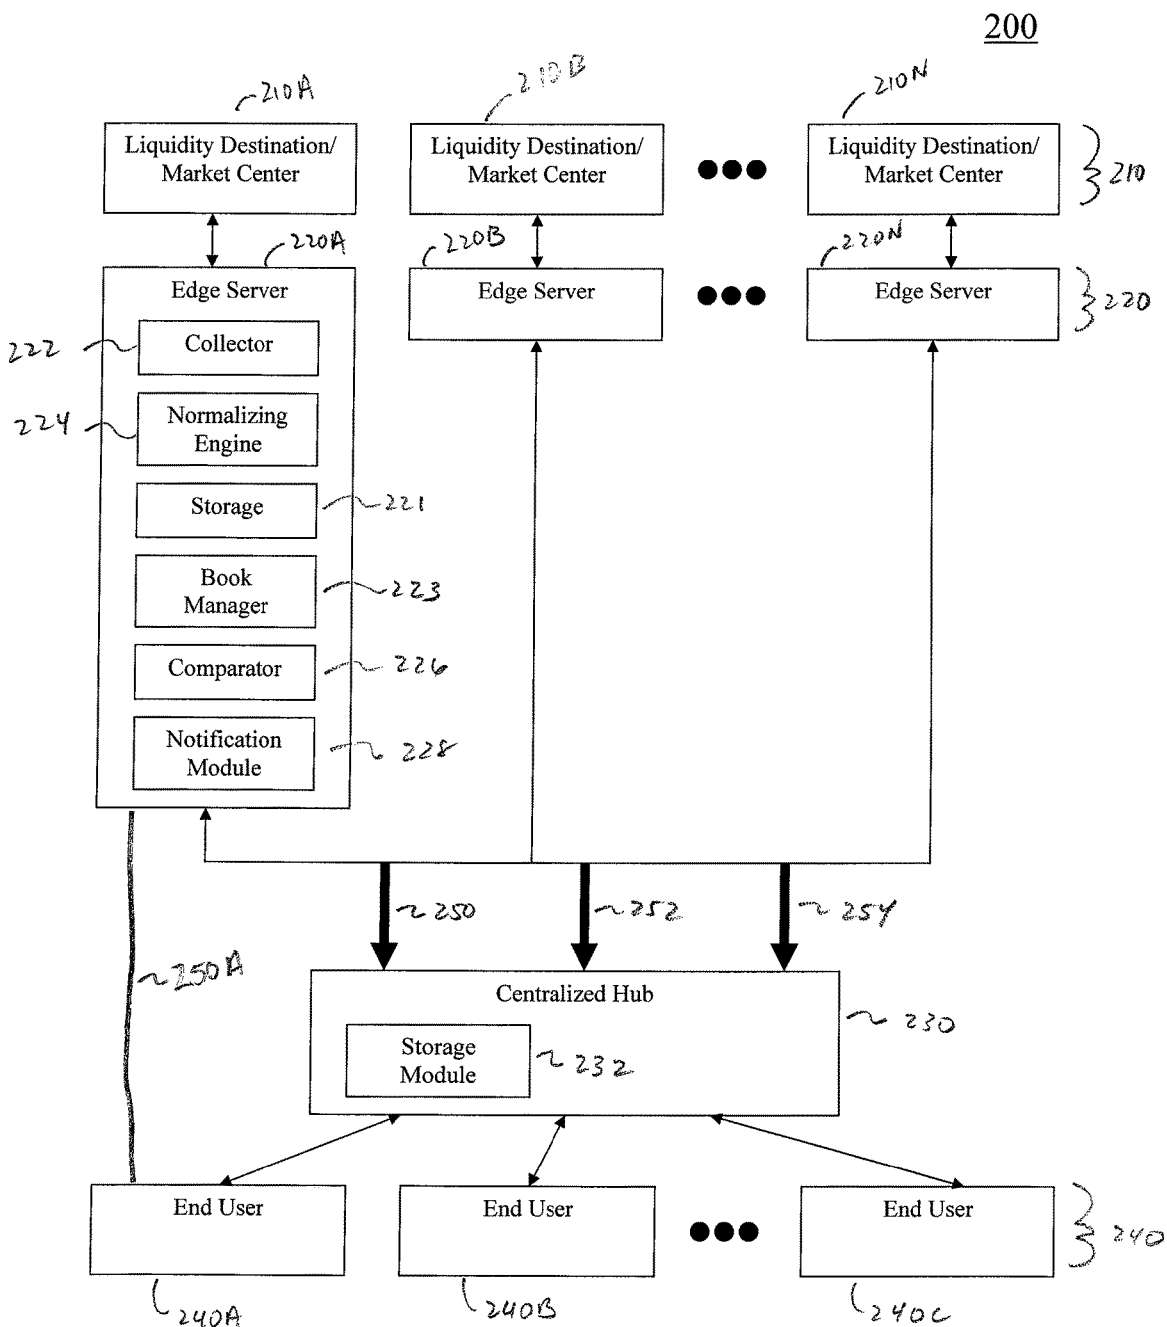 200
210A
210B
210N
Liquidity Destination/
Market Center
Liquidity Destination/
Market Center
Liquidity Destination/
Market Center
210
220A
220B
220N
Edge Server
Edge Server
Edge Server
220
222
Collector
224
Normalizing
Engine
Storage
221
Book
Manager
223
Comparator
226
Notification
Module
228
250
252
254
250A
Centralized Hub
230
Storage
Module
232
End User
End User
End User
240
240A
240B
240C